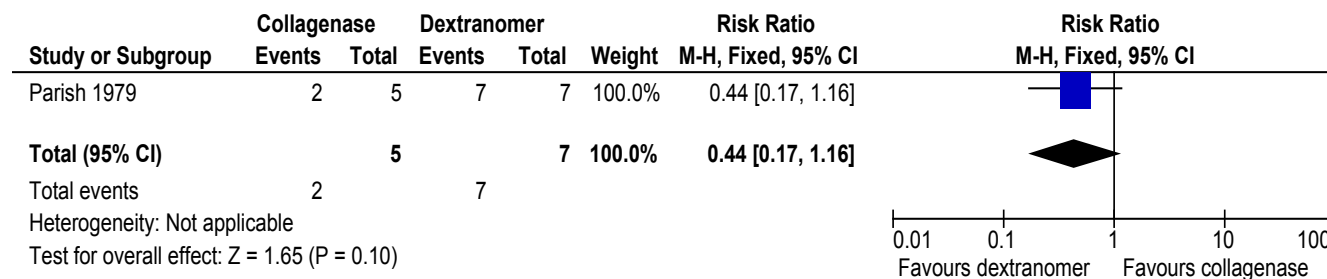 Collagenase Dextranomer Risk Ratio Risk Ratio
Study or Subgroup Events Total Events Total Weight M-H, Fixed, 95% CI M-H, Fixed, 95% CI
Parish 1979 2 5 7 7 100.0% 0.44 [0.17, 1.16]
Total (95% CI) 5 7 100.0% 0.44 [0.17, 1.16]
Total events 2 7
Heterogeneity: Not applicable
Test for overall effect: Z = 1.65 (P = 0.10)
0.01 0.1 1 10 100
Favours dextranomer Favours collagenase